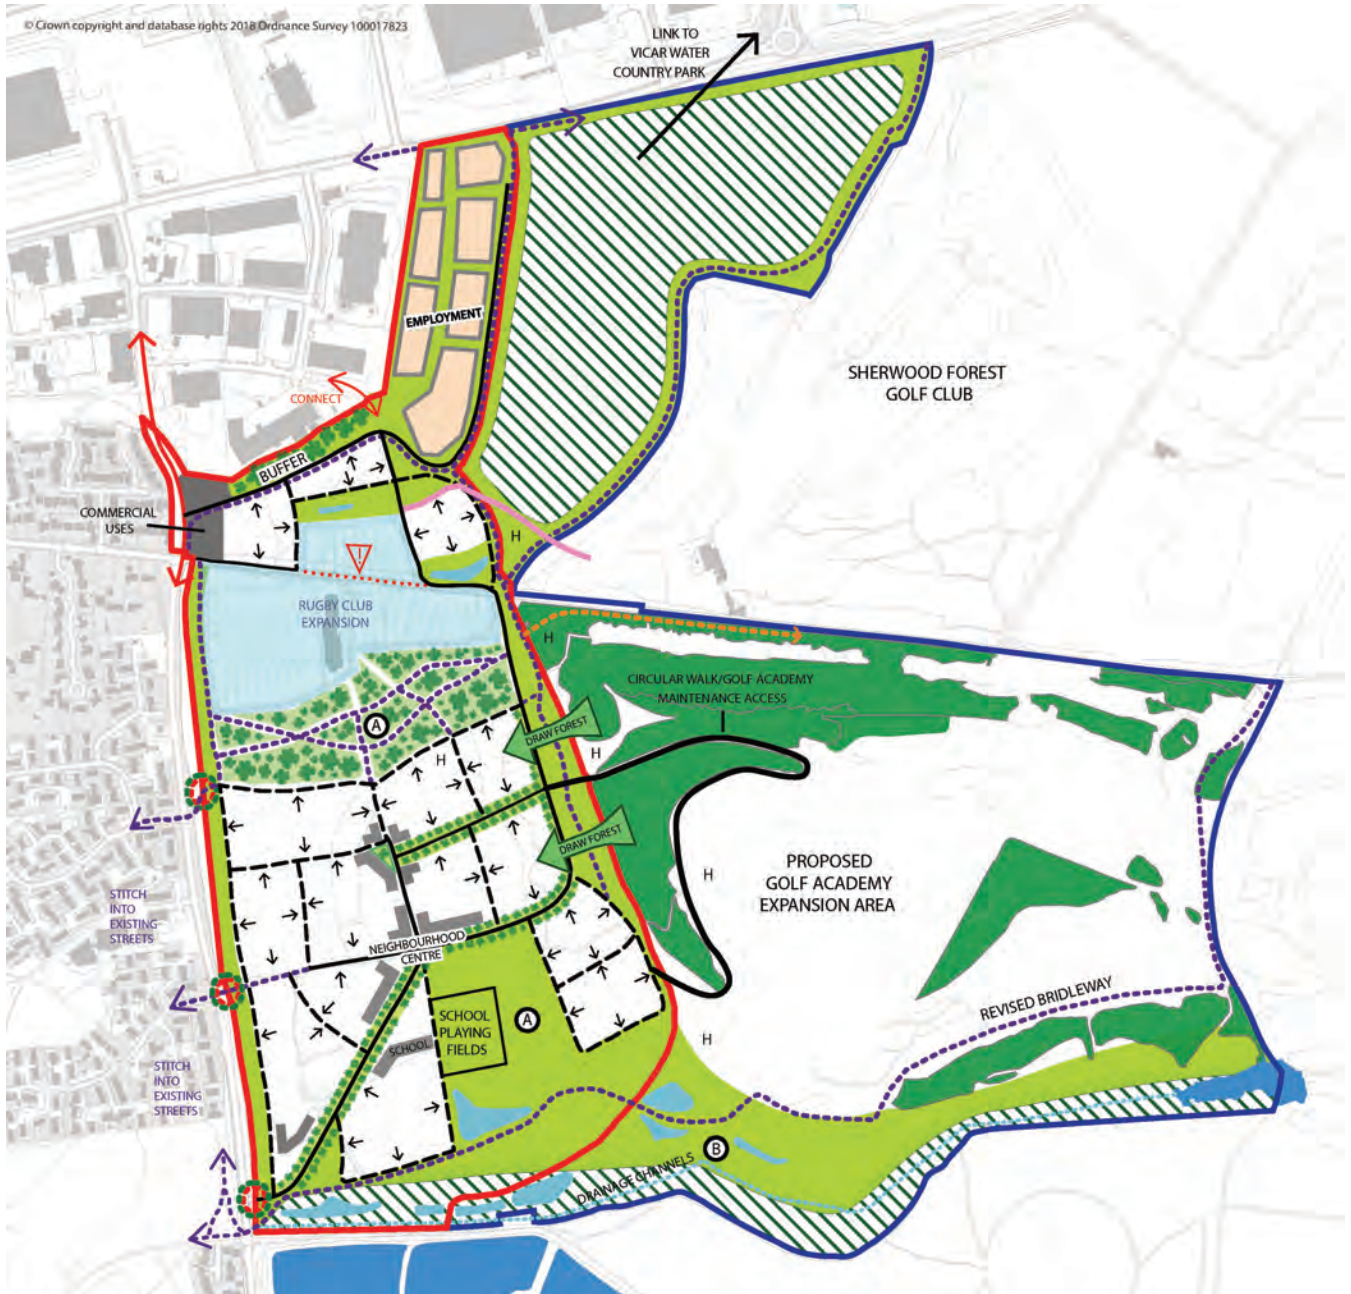 © Crown copyright and database rights 2018 Ordnance Survey 100017823
LINK TO
VICAR WATER
COUNTRY PARK
EMPLOYMENT
SHERWOOD FOREST
GOLF CLUB
CONNECT
BUFFER
COMMERCIAL
USES
H
!
RUGBY CLUB
EXPANSION
H
CIRCULAR WALK/GOLF ACADEMY
MAINTENANCE ACCESS
A
DRAW FOREST
H
H
DRAW FOREST
PROPOSED
GOLF ACADEMY
EXPANSION AREA
H
STITCH
INTO
EXISTING
STREETS
NEIGHBOURHOOD
CENTRE
REVISED BRIDLEWAY
SCHOOL
PLAYING
FIELDS
A
SCHOOL
H
STITCH
INTO
EXISTING
STREETS
B
DRAINAGE CHANNELS